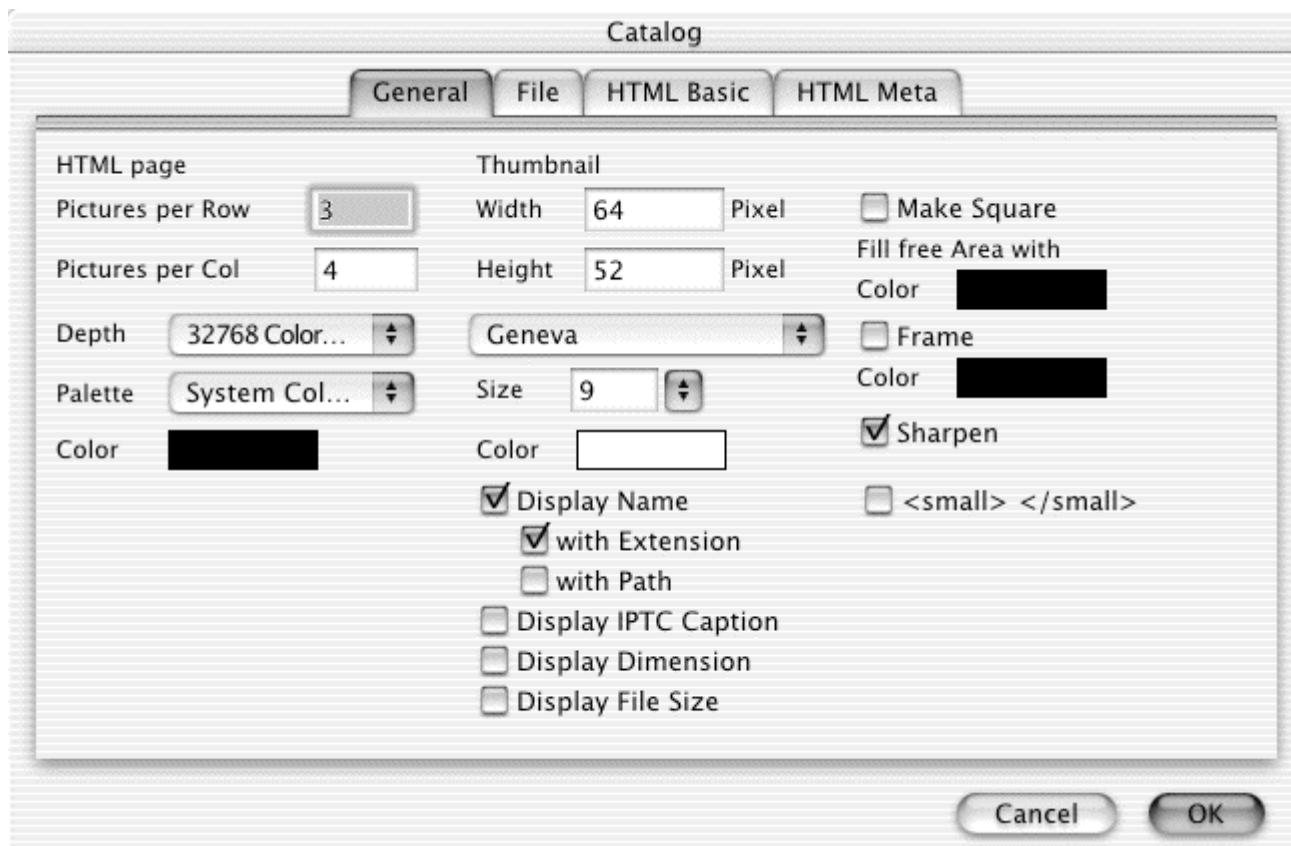 Catalog
General File HTML Basic HTML Meta
HTML page
Pictures per Row 3
Pictures per Col 4
Depth 32768 Color...
Palette System Col...
Color
Thumbnail
Width 64 Pixel
Height 52 Pixel
Geneva
Size 9
Color
Display Name
with Extension
with Path
Display IPTC Caption
Display Dimension
Display File Size
Make Square
Fill free Area with
Color
Frame
Color
Sharpen
<small> </small>
Cancel OK